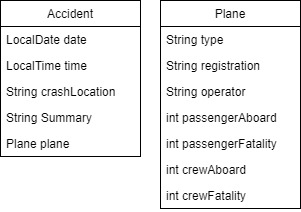 Accident
LocalDate date
LocalTime time
String crashLocation
String Summary
Plane plane
Plane
String type
String registration
String operator
int passengerAboard
int passengerFatality
int crewAboard
int crewFatality